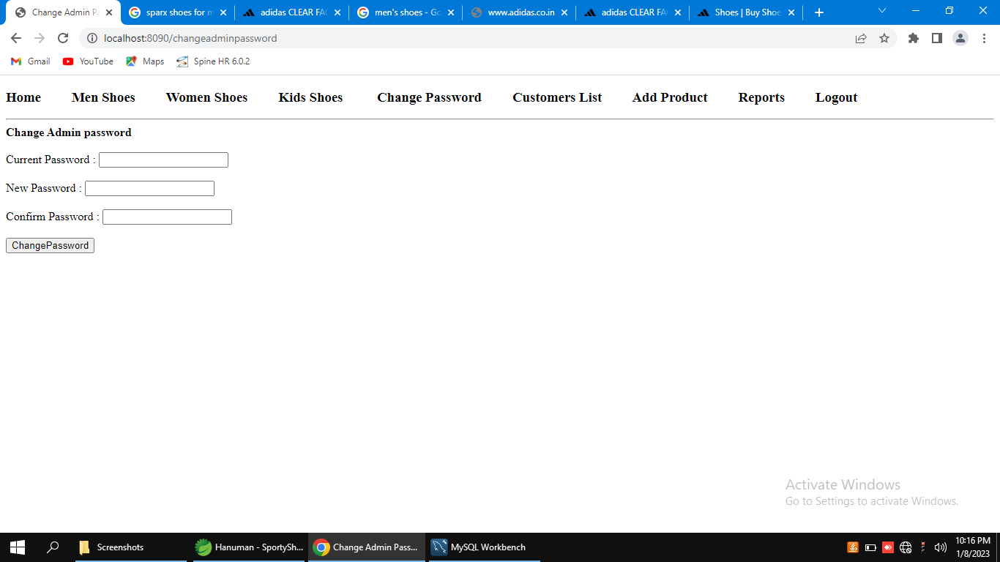 Change Admin Pa
sparx shoes for m
adidas CLEAR FAC
men's shoes - Go
www.adidas.co.in
adidas CLEAR FAC
Shoes | Buy Shoe
localhost:8090/changeadminpassword
Gmail YouTube Maps Spine HR 6.0.2
Home Men Shoes Women Shoes Kids Shoes Change Password Customers List Add Product Reports Logout
Change Admin password
Current Password :
New Password :
Confirm Password :
ChangePassword
Activate Windows
Go to Settings to activate Windows.
Screenshots
Hanuman - SportySh...
Change Admin Pass...
MySQL Workbench
10:16 PM
1/8/2023